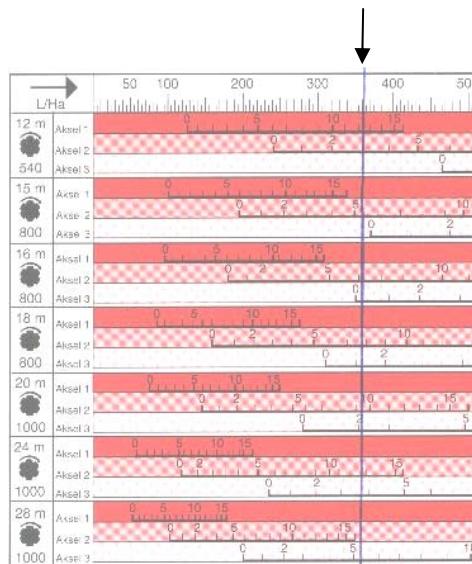 50 100 200 300 400 50
L/Ha
12 m
540
Aksel 1 0 5 10 15
Aksel 2 0 2 5
Aksel 3 0
15 m
800
Aksel 1 0 5 10 15
Aksel 2 0 2 5 10
Aksel 3 0 2
16 m
800
Aksel 1 0 5 10 15
Aksel 2 0 2 5 10
Aksel 3 0 2
18 m
800
Aksel 1 0 5 10 15
Aksel 2 0 2 5 10
Aksel 3 0 2
20 m
1000
Aksel 1 0 5 10 15
Aksel 2 0 2 5 10 15
Aksel 3 0 2 5
24 m
1000
Aksel 1 0 5 10 15
Aksel 2 0 2 5 10 15
Aksel 3 0 2 5
28 m
1000
Aksel 1 0 5 10 15
Aksel 2 0 2 5 10 15
Aksel 3 0 2 5 10